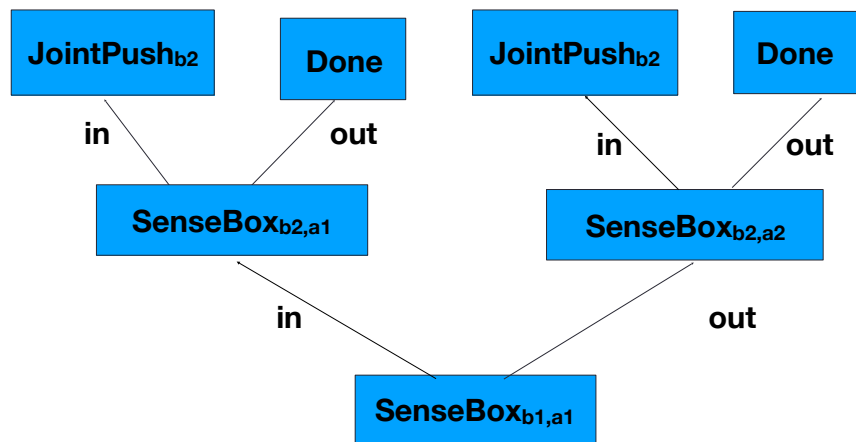 JointPushb2
Done
JointPushb2
Done
in
out
in
out
SenseBoxb2,a1
SenseBoxb2,a2
in
out
SenseBoxb1,a1